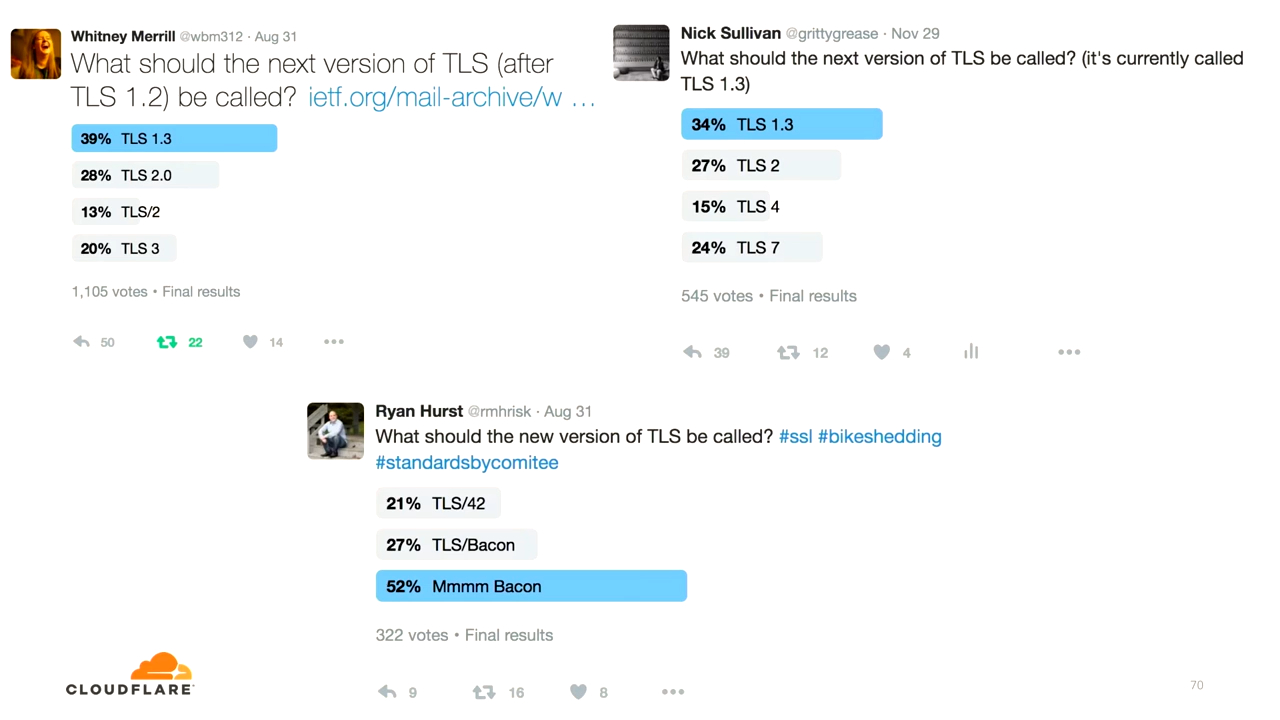 Whitney Merrill @wbm312 · Aug 31
What should the next version of TLS (after
TLS 1.2) be called? ietf.org/mail-archive/w …
39% TLS 1.3
28% TLS 2.0
13% TLS/2
20% TLS 3
1,105 votes • Final results
50 22 14 •••
Nick Sullivan @grittygrease · Nov 29
What should the next version of TLS be called? (it's currently called
TLS 1.3)
34% TLS 1.3
27% TLS 2
15% TLS 4
24% TLS 7
545 votes • Final results
39 12 4 •••
Ryan Hurst @rmhrisk · Aug 31
What should the new version of TLS be called? #ssl #bikeshedding
#standardsbycomitee
21% TLS/42
27% TLS/Bacon
52% Mmmm Bacon
322 votes • Final results
9 16 8 •••
CLOUDFLARE
70